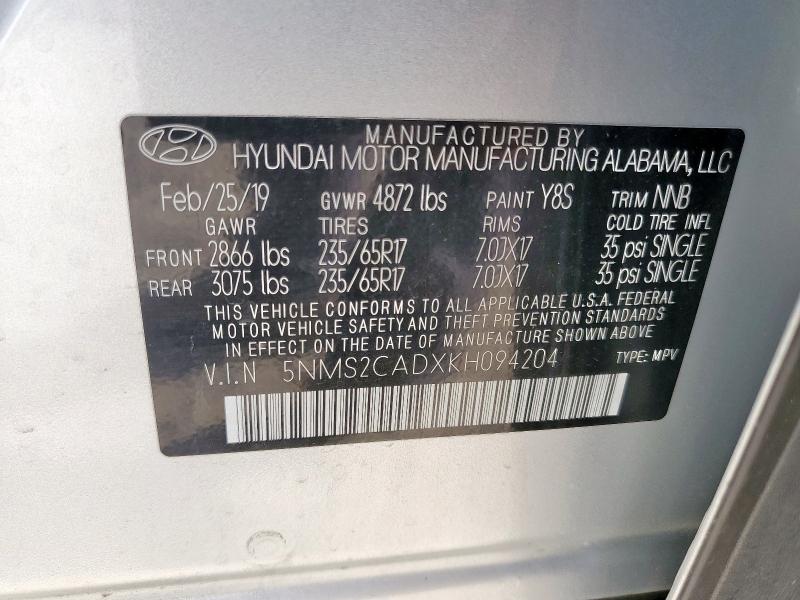 MANUFACTURED BY
HYUNDAI MOTOR MANUFACTURING ALABAMA, LLC
Feb/25/19 GVWR 4872 lbs PAINT Y8S TRIM NNB
GAWR TIRES RIMS COLD TIRE INFL
FRONT 2866 lbs 235/65R17 7.0JX17 35 psi SINGLE
REAR 3075 lbs 235/65R17 7.0JX17 35 psi SINGLE
THIS VEHICLE CONFORMS TO ALL APPLICABLE U.S.A. FEDERAL
MOTOR VEHICLE SAFETY AND THEFT PREVENTION STANDARDS
IN EFFECT ON THE DATE OF MANUFACTURE SHOWN ABOVE
V.I.N 5NMS2CADXKH094204 TYPE: MPV